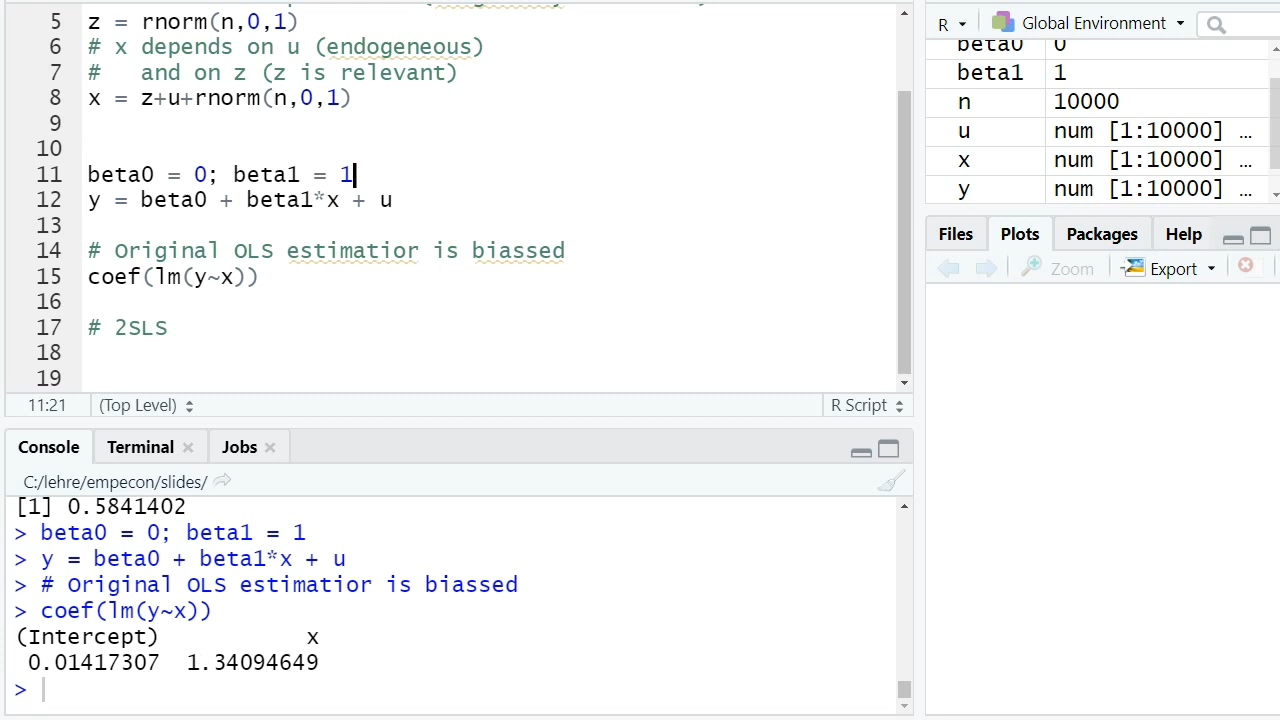 5 z = rnorm(n,0,1)
6 # x depends on u (endogeneous)
7 #   and on z (z is relevant)
8 x = z+u+rnorm(n,0,1)
9
10
11 beta0 = 0; beta1 = 1
12 y = beta0 + beta1*x + u
13
14 # Original OLS estimatior is biassed
15 coef(lm(y~x))
16
17 # 2SLS
18
19
11:21 (Top Level) R Script
Console Terminal Jobs
C:/lehre/empecon/slides/
[1] 0.5841402
> beta0 = 0; beta1 = 1
> y = beta0 + beta1*x + u
> # Original OLS estimatior is biassed
> coef(lm(y~x))
(Intercept) x
0.01417307 1.34094649
>
R Global Environment
beta0 0
beta1 1
n 10000
u num [1:10000] …
x num [1:10000] …
y num [1:10000] …
Files Plots Packages Help
Zoom Export